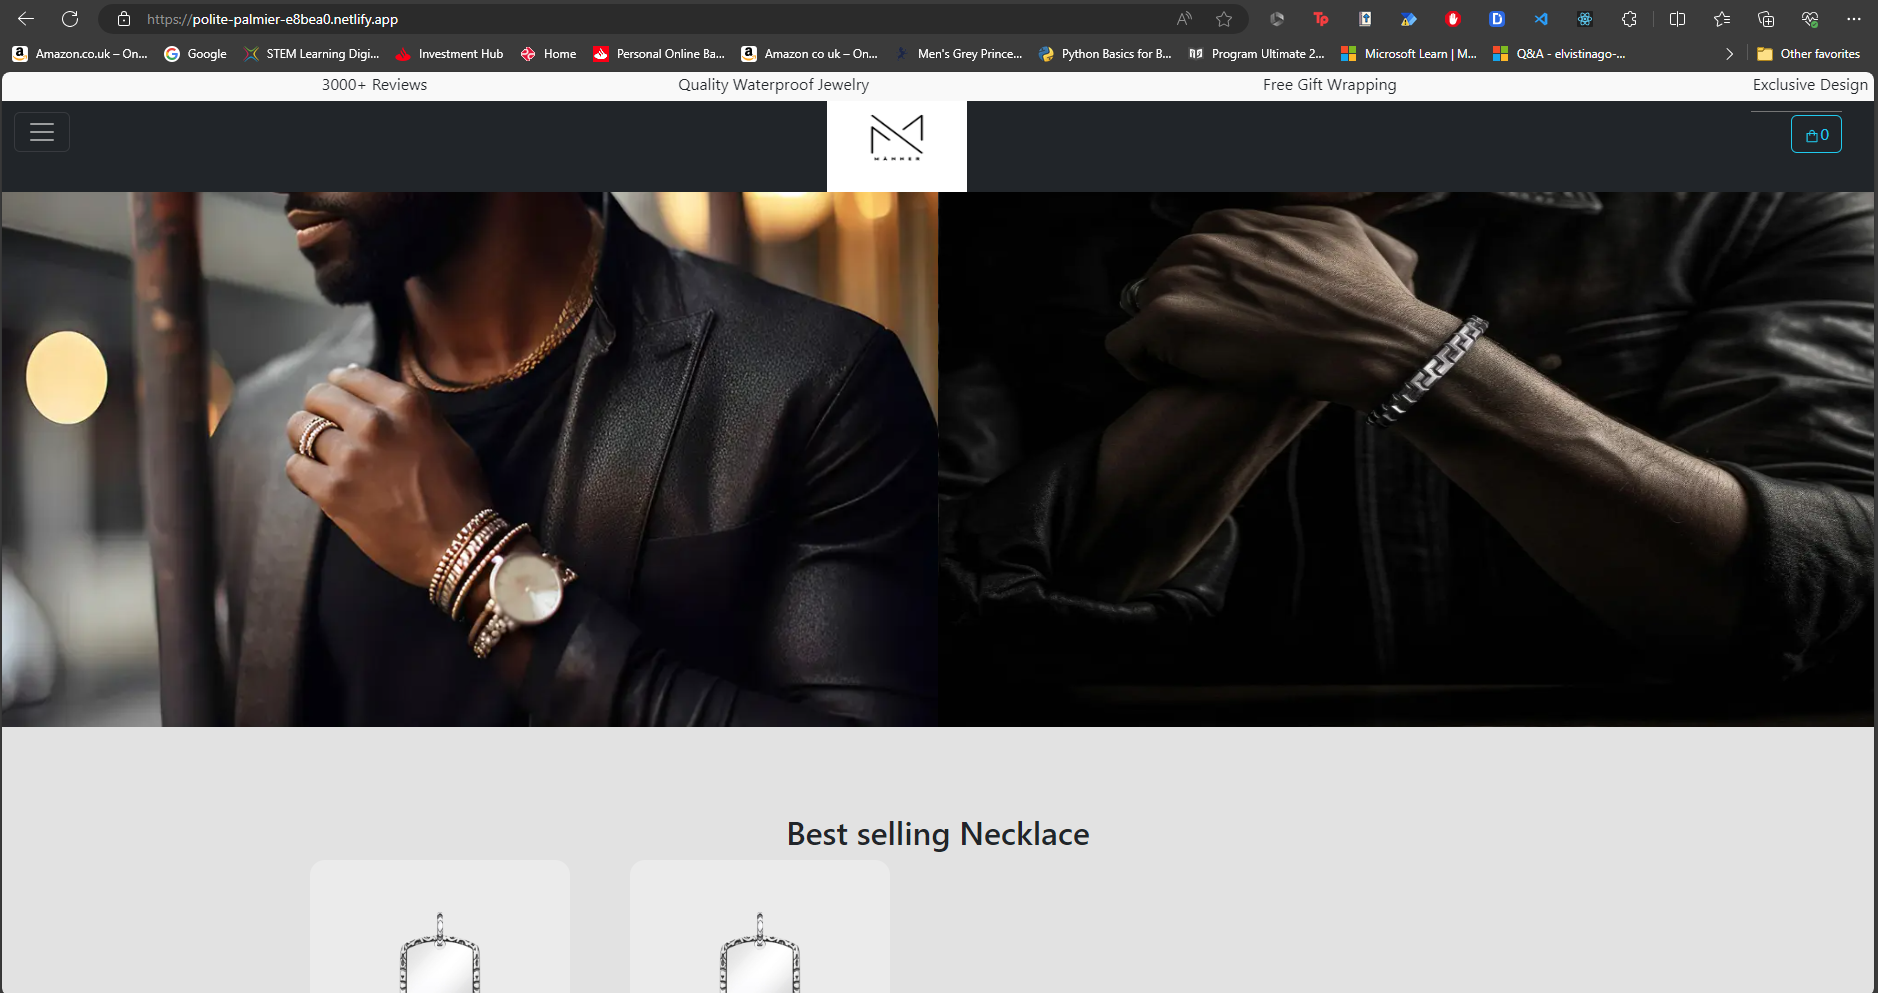 https://polite-palmier-e8bea0.netlify.app
Amazon.co.uk – On... Google STEM Learning Digi... Investment Hub Home Personal Online Ba... Amazon co uk – On... Men's Grey Prince... Python Basics for B... Program Ultimate 2... Microsoft Learn | M... Q&A - elvistinago-... Other favorites
3000+ Reviews Quality Waterproof Jewelry Free Gift Wrapping Exclusive Design
MÄNNER
0
Best selling Necklace